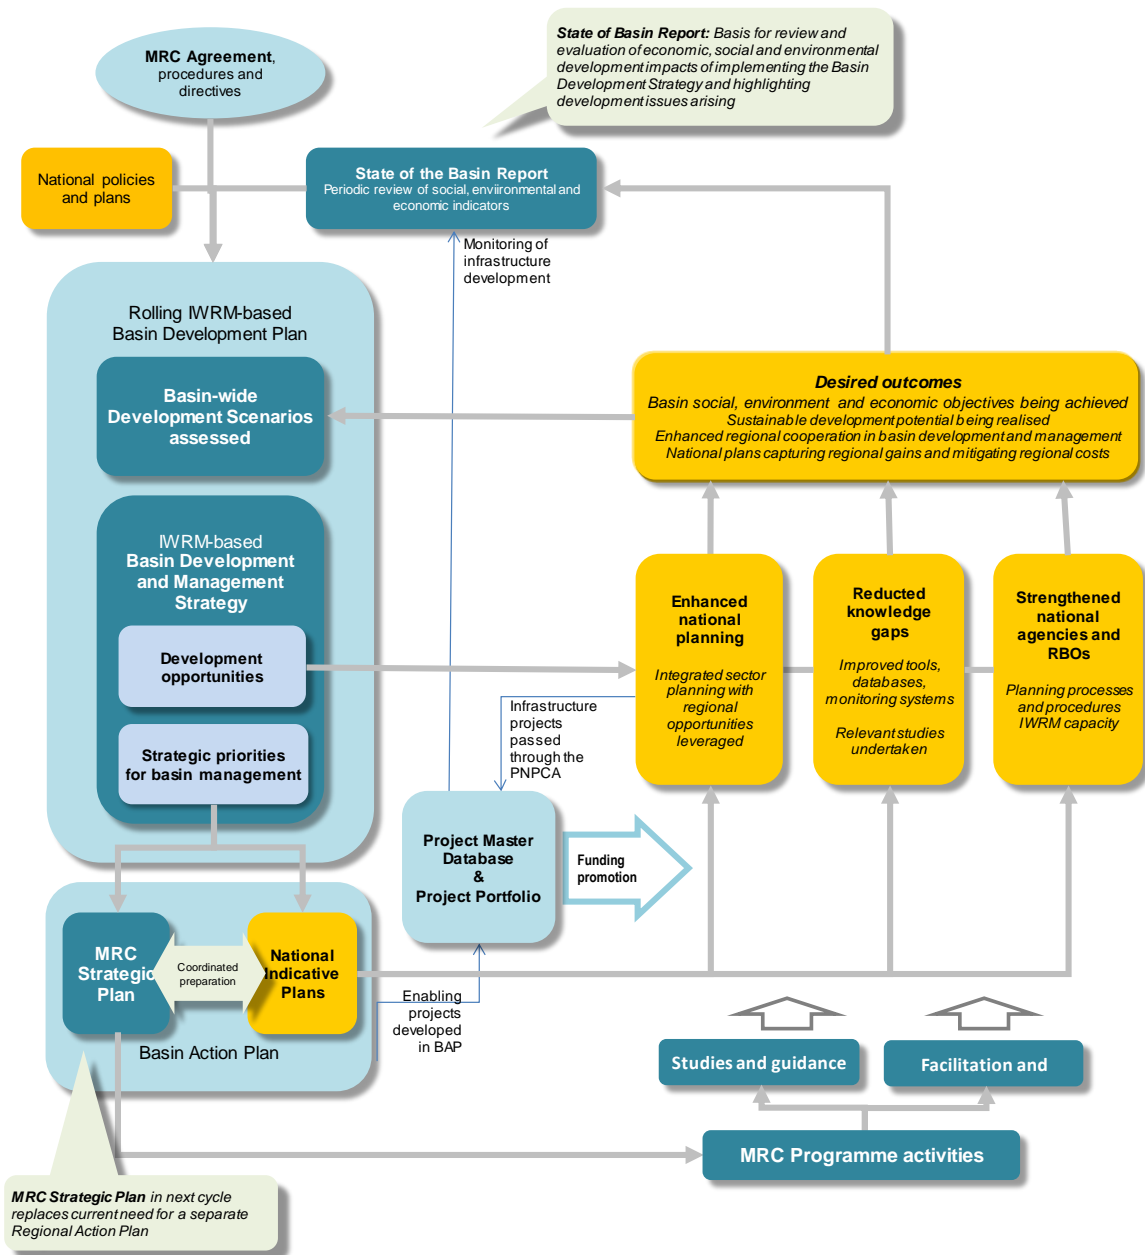 MRC Agreement,
procedures and
directives
State of Basin Report: Basis for review and
evaluation of economic, social and environmental
development impacts of implementing the Basin
Development Strategy and highlighting
development issues arising
National policies
and plans
State of the Basin Report
Periodic review of social, enviironmental and
economic indicators
Monitoring of
infrastructure
development
Rolling IWRM-based
Basin Development Plan
Basin-wide
Development Scenarios
assessed
Desired outcomes
Basin social, environment and economic objectives being achieved
Sustainable development potential being realised
Enhanced regional cooperation in basin development and management
National plans capturing regional gains and mitigating regional costs
IWRM-based
Basin Development
and Management
Strategy
Development
opportunities
Strategic priorities
for basin management
Enhanced
national
planning
Integrated sector
planning with
regional
opportunities
leveraged
Reducted
knowledge
gaps
Improved tools,
databases,
monitoring systems
Relevant studies
undertaken
Strengthened
national
agencies and
RBOs
Planning processes
and procedures
IWRM capacity
Infrastructure
projects
passed
through the
PNPCA
Project Master
Database
&
Project Portfolio
Funding
promotion
MRC
Strategic
Plan
Coordinated
preparation
National
Indicative
Plans
Basin Action Plan
Enabling
projects
developed
in BAP
Studies and guidance
Facilitation and
MRC Programme activities
MRC Strategic Plan in next cycle
replaces current need for a separate
Regional Action Plan